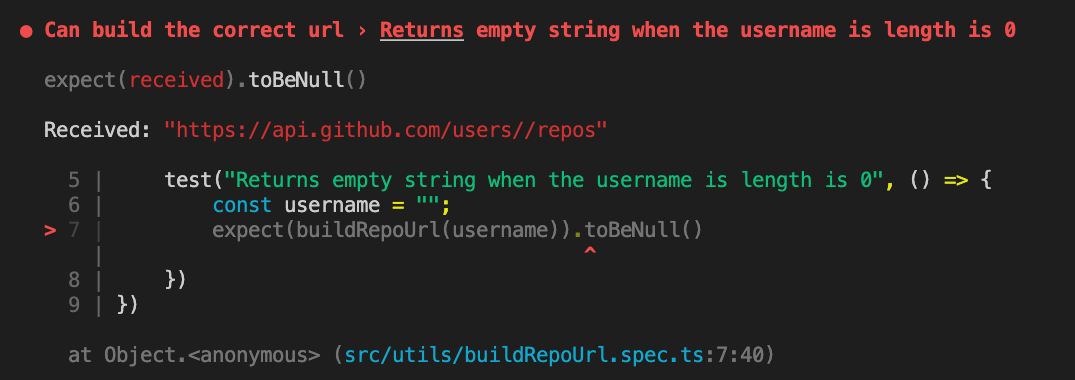 ● Can build the correct url › Returns empty string when the username is length is 0
expect(received).toBeNull()
Received: "https://api.github.com/users//repos"
5 |     test("Returns empty string when the username is length is 0", () => {
6 |         const username = "";
> 7 |         expect(buildRepoUrl(username)).toBeNull()
|                                        ^
8 |     })
9 | })
at Object.<anonymous> (src/utils/buildRepoUrl.spec.ts:7:40)